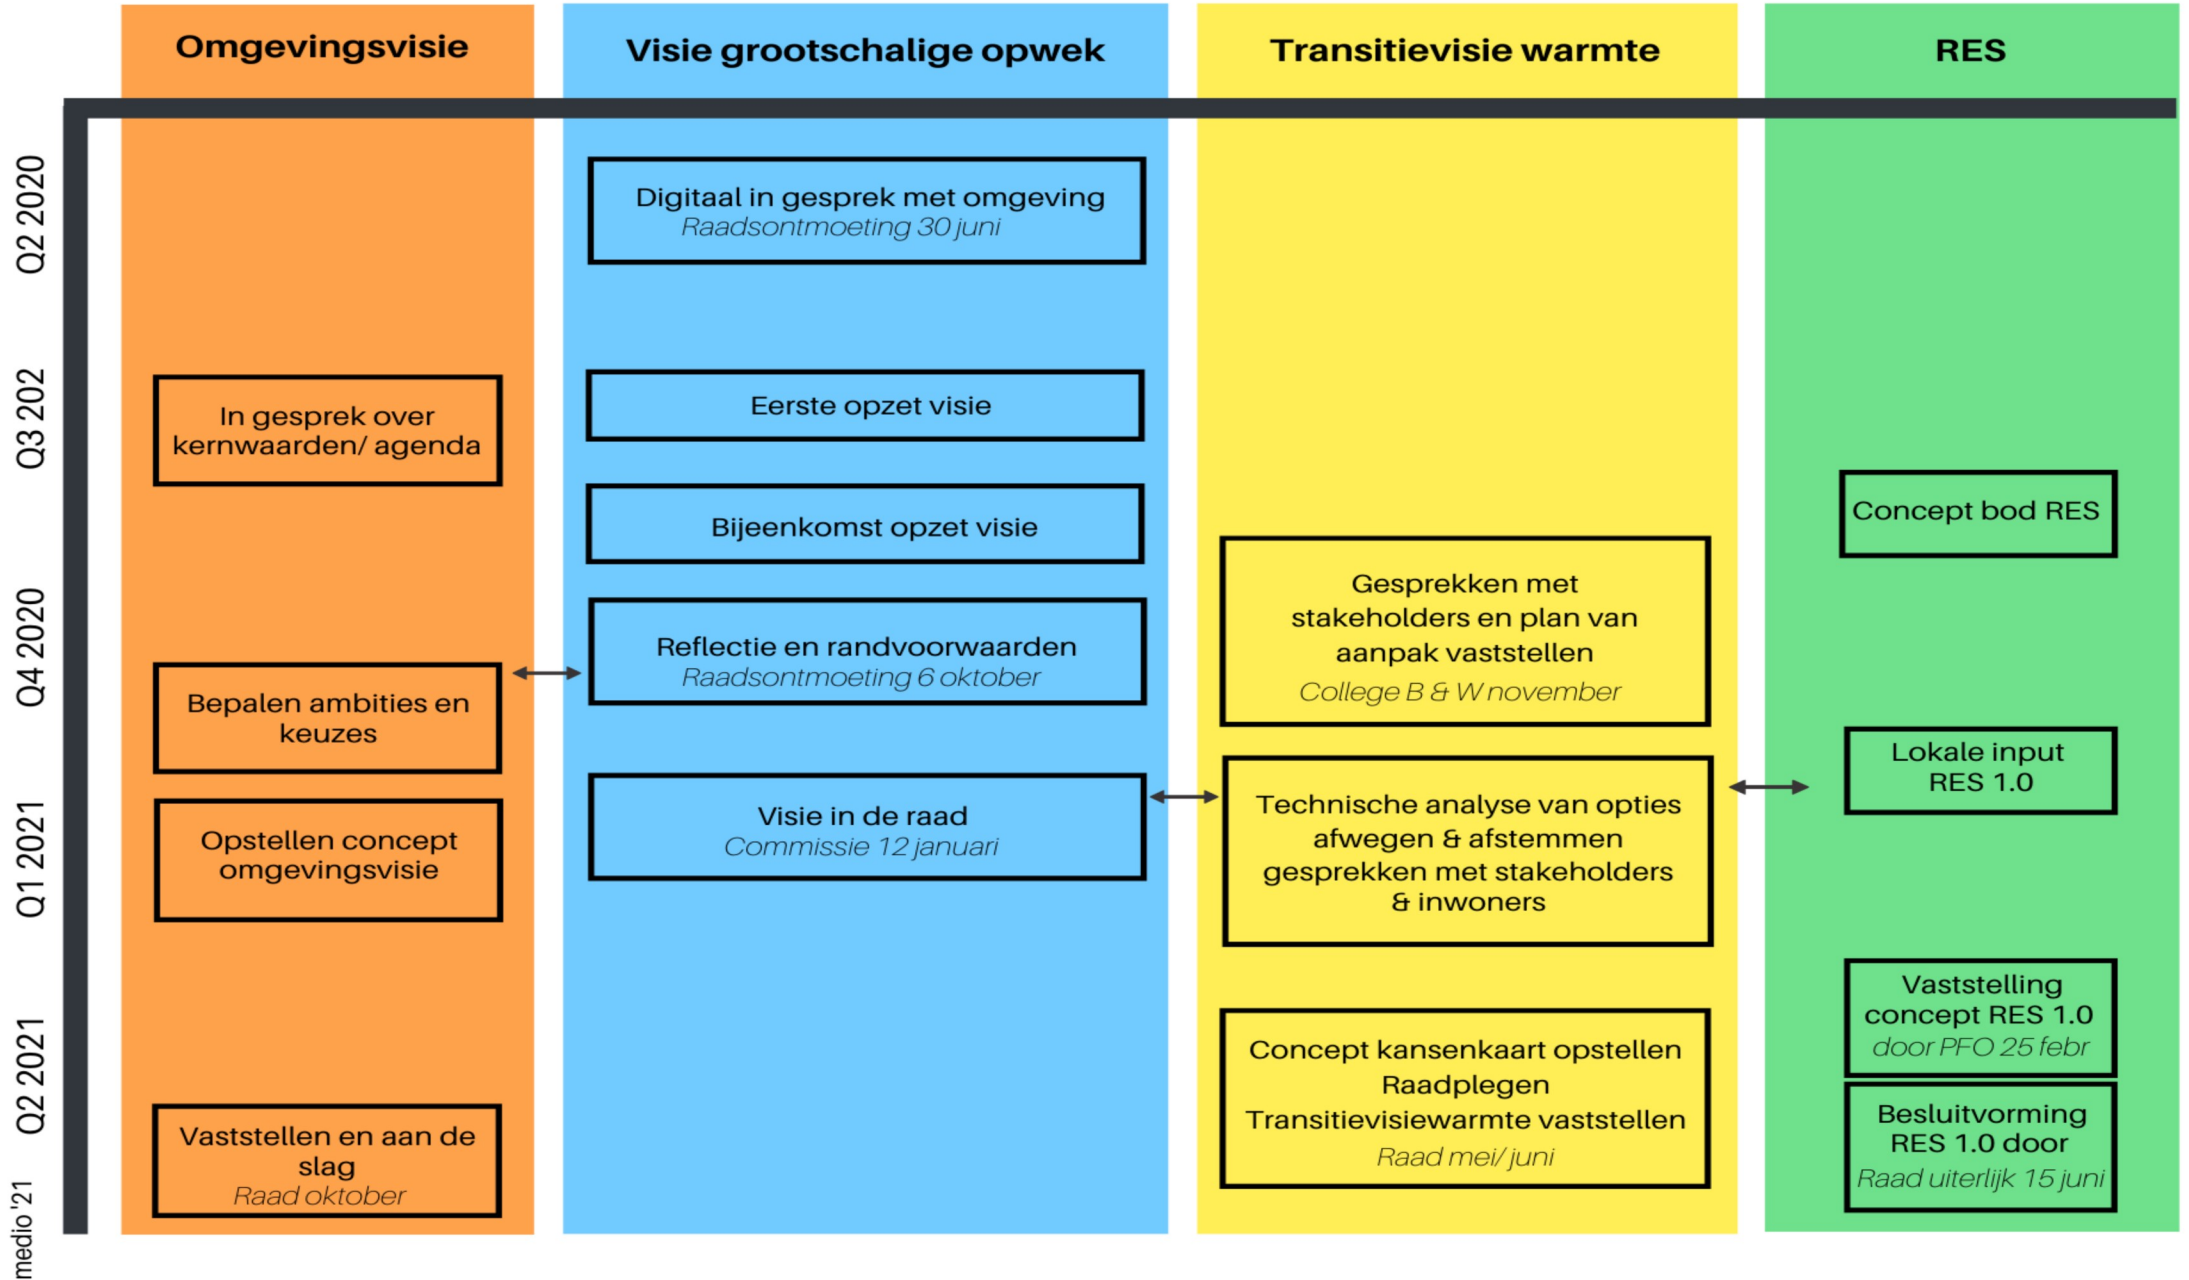 Omgevingsvisie
Visie grootschalige opwek
Transitievisie warmte
RES
Q2 2020
Q3 202
Q4 2020
Q1 2021
Q2 2021
medio '21
In gesprek over
kernwaarden/ agenda
Bepalen ambities en
keuzes
Opstellen concept
omgevingsvisie
Vaststellen en aan de
slag
Raad oktober
Digitaal in gesprek met omgeving
Raadsontmoeting 30 juni
Eerste opzet visie
Bijeenkomst opzet visie
Reflectie en randvoorwaarden
Raadsontmoeting 6 oktober
Visie in de raad
Commissie 12 januari
Gesprekken met
stakeholders en plan van
aanpak vaststellen
College B & W november
Technische analyse van opties
afwegen & afstemmen
gesprekken met stakeholders
& inwoners
Concept kansenkaart opstellen
Raadplegen
Transitievisiewarmte vaststellen
Raad mei/ juni
Concept bod RES
Lokale input
RES 1.0
Vaststelling
concept RES 1.0
door PFO 25 febr
Besluitvorming
RES 1.0 door
Raad uiterlijk 15 juni